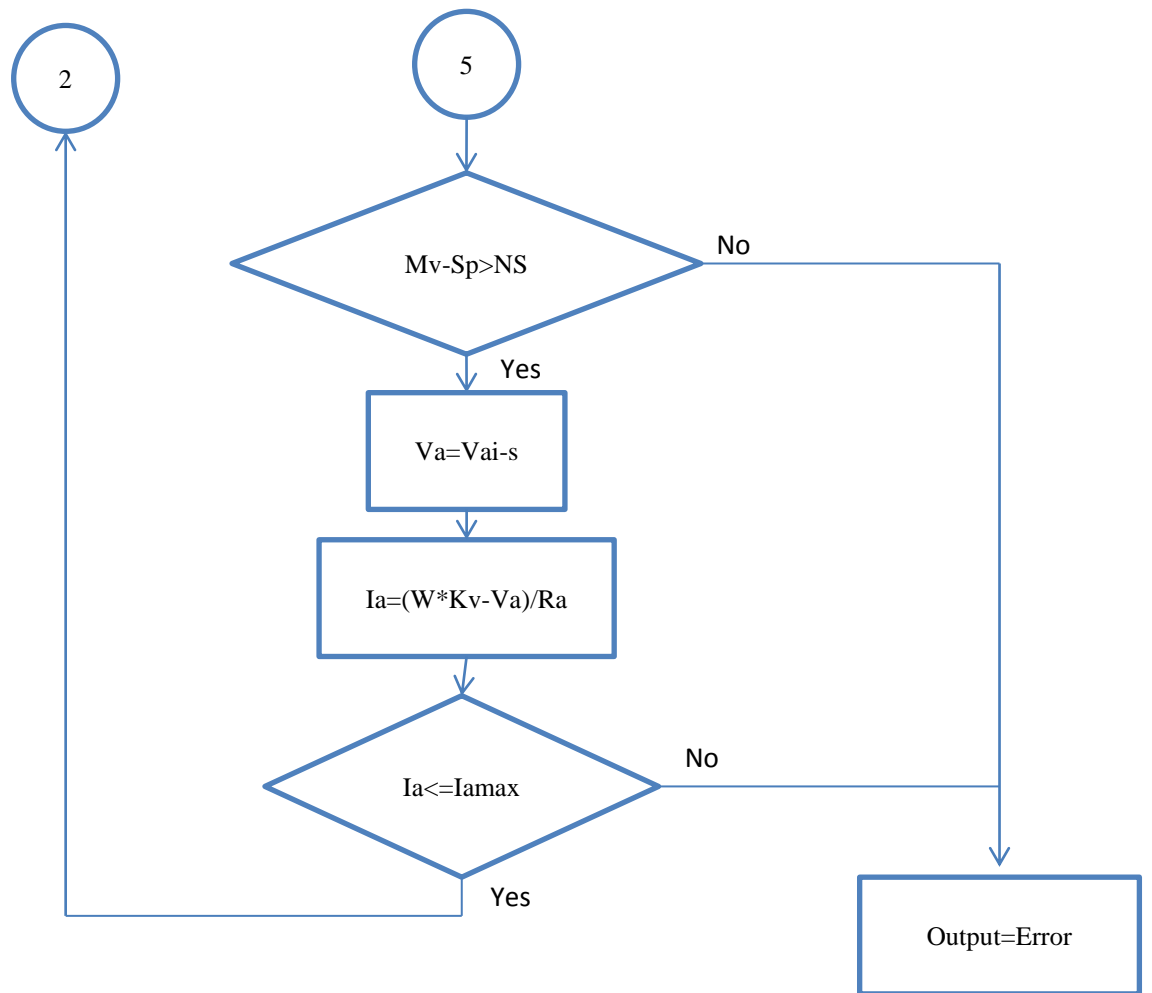 2
5
Mv-Sp>NS
No
Yes
Va=Vai-s
Ia=(W*Kv-Va)/Ra
Ia<=Iamax
No
Yes
Output=Error